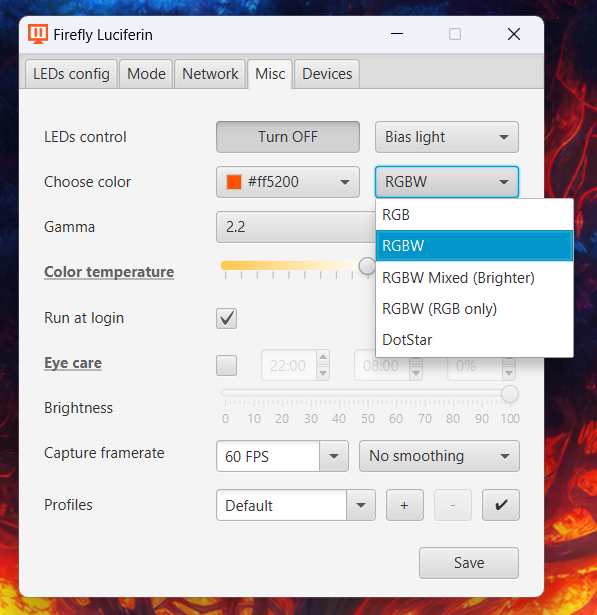 Firefly Luciferin
LEDs config Mode Network Misc Devices
LEDs control Turn OFF Bias light
Choose color #ff5200 RGBW
RGB
Gamma 2.2
RGBW
Color temperature
RGBW Mixed (Brighter)
Run at login
RGBW (RGB only)
DotStar
Eye care 22:00 08:00 0%
Brightness
0 10 20 30 40 50 60 70 80 90 100
Capture framerate 60 FPS No smoothing
Profiles Default + - ✔
Save